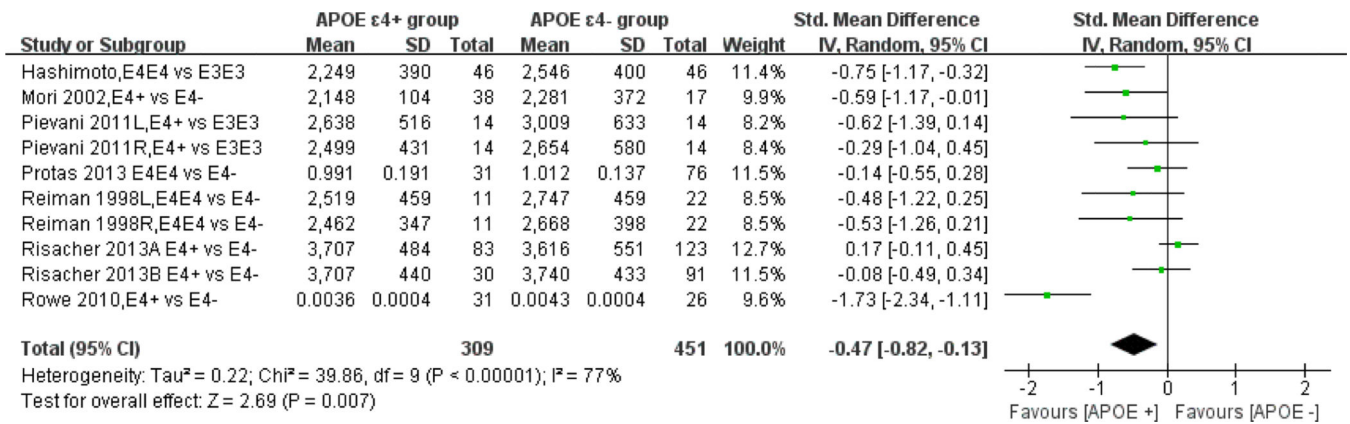 APOE ε4+ group APOE ε4- group Std. Mean Difference Std. Mean Difference
Study or Subgroup Mean SD Total Mean SD Total Weight IV, Random, 95% CI IV, Random, 95% CI
Hashimoto,E4E4 vs E3E3 2,249 390 46 2,546 400 46 11.4% -0.75 [-1.17, -0.32]
Mori 2002,E4+ vs E4- 2,148 104 38 2,281 372 17 9.9% -0.59 [-1.17, -0.01]
Pievani 2011L,E4+ vs E3E3 2,638 516 14 3,009 633 14 8.2% -0.62 [-1.39, 0.14]
Pievani 2011R,E4+ vs E3E3 2,499 431 14 2,654 580 14 8.4% -0.29 [-1.04, 0.45]
Protas 2013 E4E4 vs E4- 0.991 0.191 31 1.012 0.137 76 11.5% -0.14 [-0.55, 0.28]
Reiman 1998L,E4E4 vs E4- 2,519 459 11 2,747 459 22 8.5% -0.48 [-1.22, 0.25]
Reiman 1998R,E4E4 vs E4- 2,462 347 11 2,668 398 22 8.5% -0.53 [-1.26, 0.21]
Risacher 2013A E4+ vs E4- 3,707 484 83 3,616 551 123 12.7% 0.17 [-0.11, 0.45]
Risacher 2013B E4+ vs E4- 3,707 440 30 3,740 433 91 11.5% -0.08 [-0.49, 0.34]
Rowe 2010,E4+ vs E4- 0.0036 0.0004 31 0.0043 0.0004 26 9.6% -1.73 [-2.34, -1.11]
Total (95% CI) 309 451 100.0% -0.47 [-0.82, -0.13]
Heterogeneity: Tau² = 0.22; Chi² = 39.86, df = 9 (P < 0.00001); I² = 77%
Test for overall effect: Z = 2.69 (P = 0.007)
-2 -1 0 1 2
Favours [APOE +] Favours [APOE -]